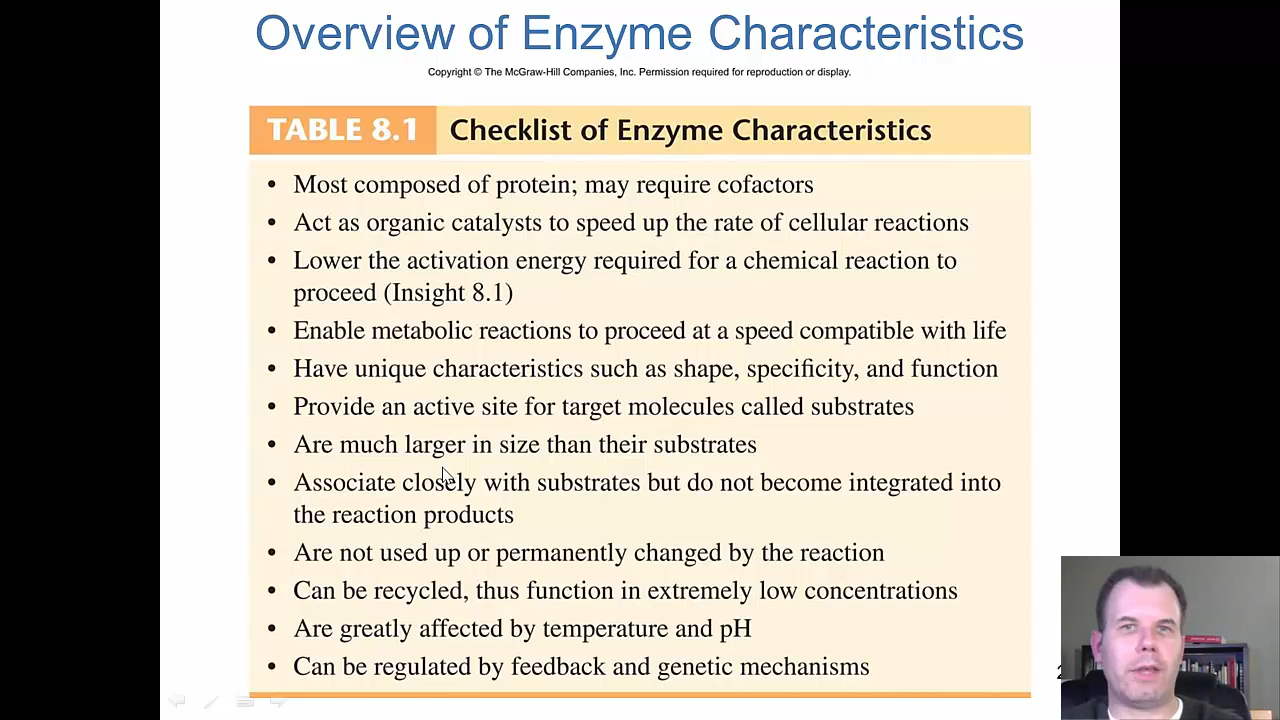 Overview of Enzyme Characteristics
Copyright © The McGraw-Hill Companies, Inc. Permission required for reproduction or display.
TABLE 8.1 Checklist of Enzyme Characteristics
• Most composed of protein; may require cofactors
• Act as organic catalysts to speed up the rate of cellular reactions
• Lower the activation energy required for a chemical reaction to
proceed (Insight 8.1)
• Enable metabolic reactions to proceed at a speed compatible with life
• Have unique characteristics such as shape, specificity, and function
• Provide an active site for target molecules called substrates
• Are much larger in size than their substrates
• Associate closely with substrates but do not become integrated into
the reaction products
• Are not used up or permanently changed by the reaction
• Can be recycled, thus function in extremely low concentrations
• Are greatly affected by temperature and pH
• Can be regulated by feedback and genetic mechanisms